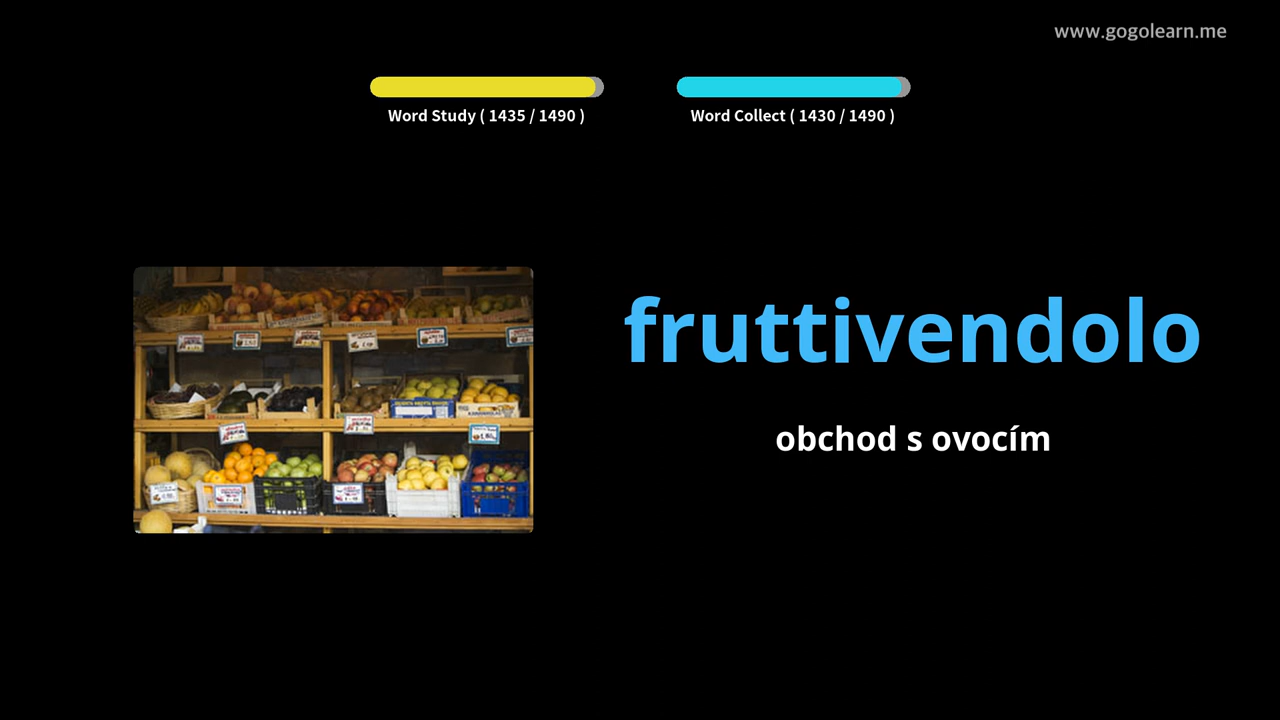 www.gogolearn.me
Word Study ( 1435 / 1490 )
Word Collect ( 1430 / 1490 )
fruttivendolo
obchod s ovocím